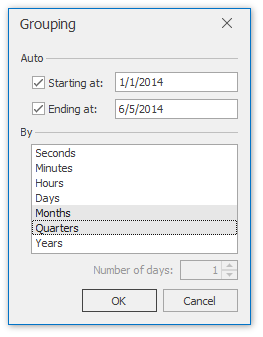 Grouping
Auto
Starting at: 1/1/2014
Ending at: 6/5/2014
By
Seconds
Minutes
Hours
Days
Months
Quarters
Years
Number of days: 1
OK Cancel